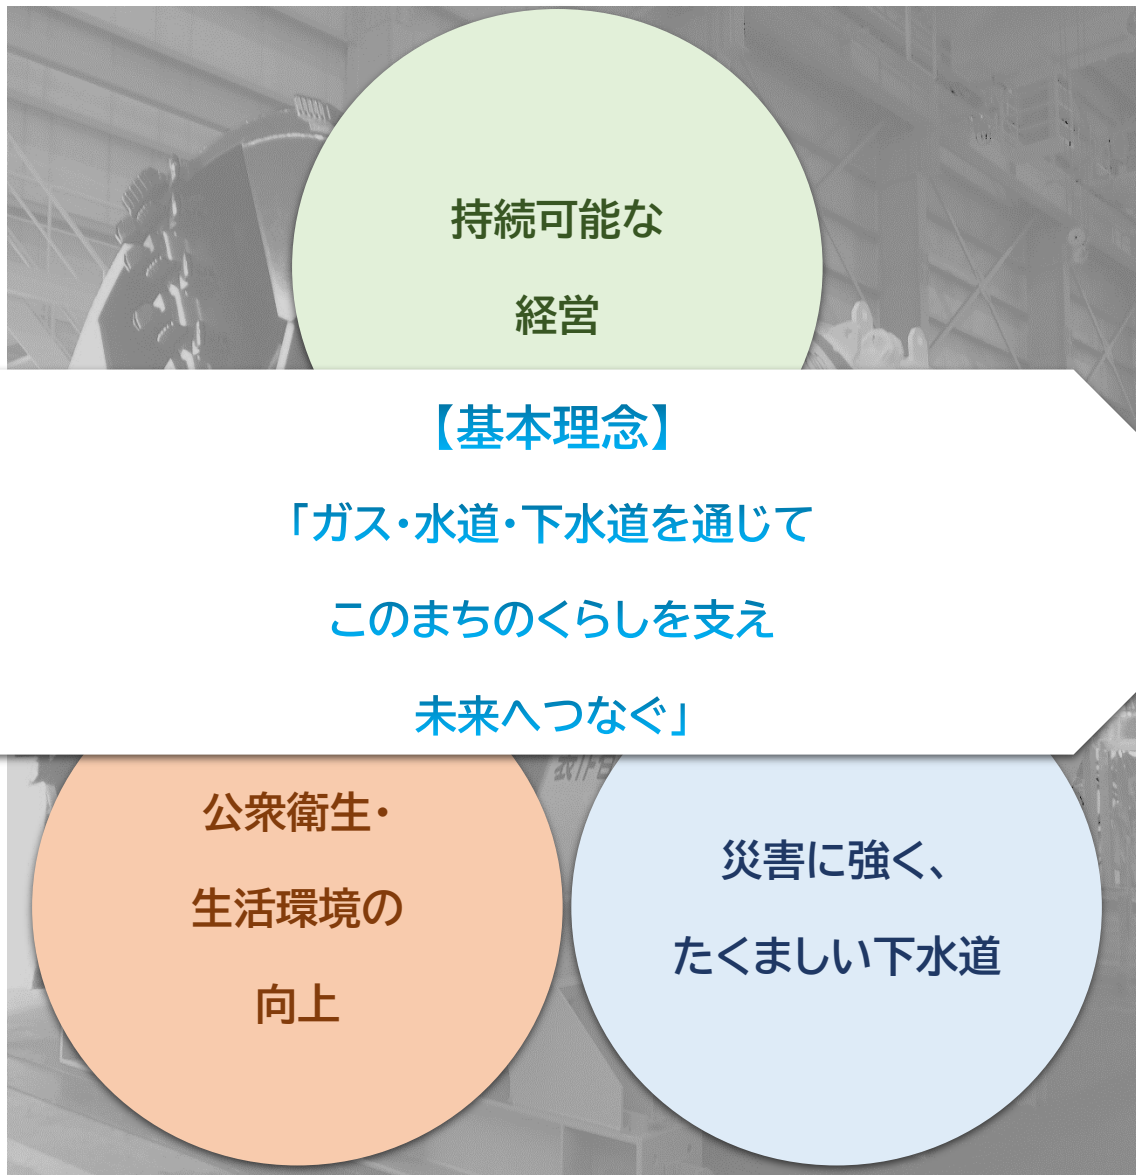 持続可能な
経営
【基本理念】
「ガス・水道・下水道を通じて
このまちのくらしを支え
未来へつなぐ」
公衆衛生・
生活環境の
向上
災害に強く、
たくましい下水道